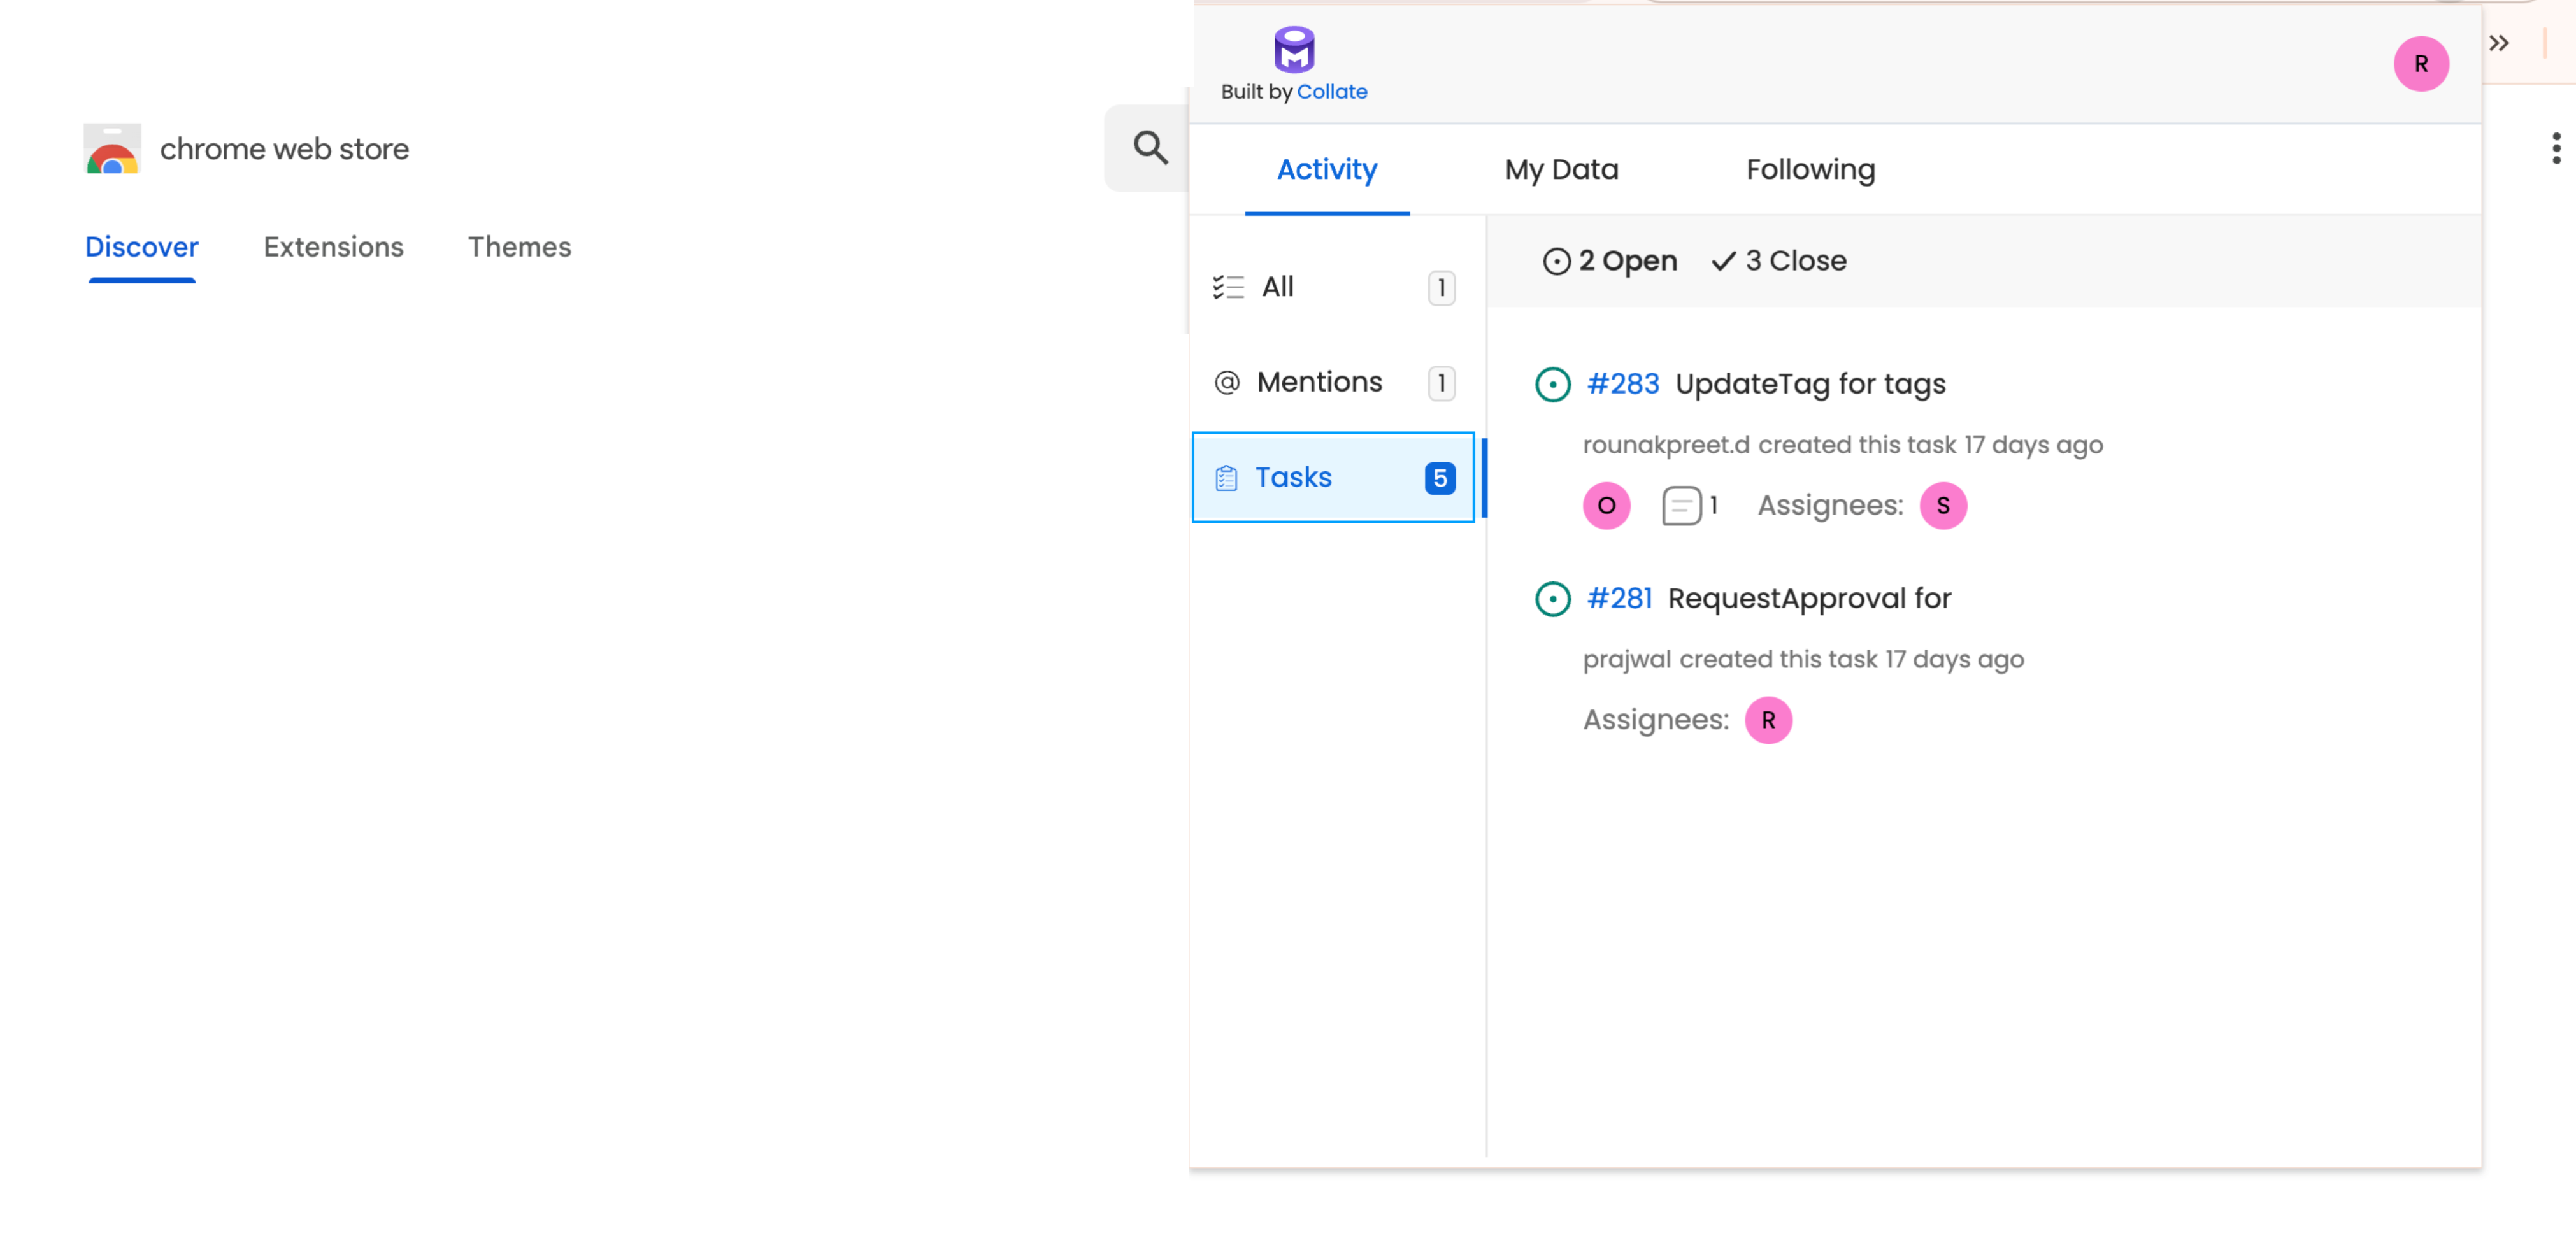 chrome web store
Discover Extensions Themes
Built by Collate
R
Activity My Data Following
All 1
Mentions 1
Tasks 5
2 Open 3 Close
#283 UpdateTag for tags
rounakpreet.d created this task 17 days ago
O 1 Assignees: S
#281 RequestApproval for
prajwal created this task 17 days ago
Assignees: R